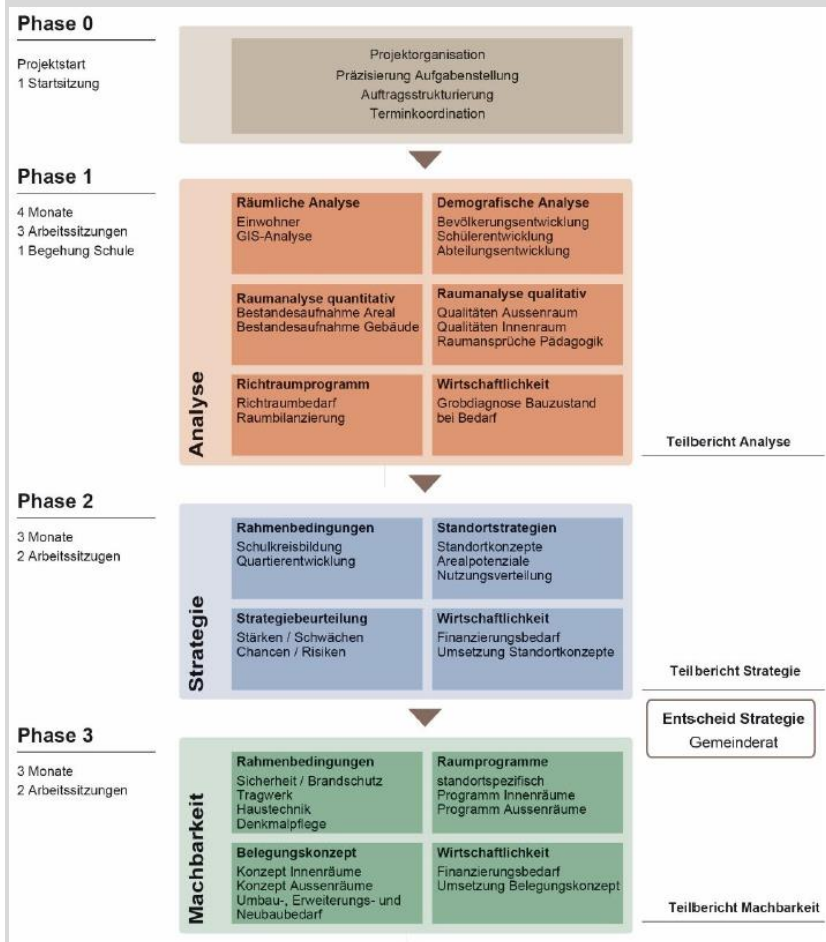 Phase 0
Projektstart
1 Startsitzung
Projektorganisation
Präzisierung Aufgabenstellung
Auftragsstrukturierung
Terminkoordination
Phase 1
4 Monate
3 Arbeitssitzungen
1 Begehung Schule
Analyse
Räumliche Analyse
Einwohner
GIS-Analyse
Demografische Analyse
Bevölkerungsentwicklung
Schülerentwicklung
Abteilungsentwicklung
Raumanalyse quantitativ
Bestandesaufnahme Areal
Bestandesaufnahme Gebäude
Raumanalyse qualitativ
Qualitäten Aussenraum
Qualitäten Innenraum
Raumansprüche Pädagogik
Richtraumprogramm
Richtraumbedarf
Raumbilanzierung
Wirtschaftlichkeit
Grobdiagnose Bauzustand
bei Bedarf
Teilbericht Analyse
Phase 2
3 Monate
2 Arbeitssitzugen
Strategie
Rahmenbedingungen
Schulkreisbildung
Quartierentwicklung
Standortstrategien
Standortkonzepte
Arealpotenziale
Nutzungsverteilung
Strategiebeurteilung
Stärken / Schwächen
Chancen / Risiken
Wirtschaftlichkeit
Finanzierungsbedarf
Umsetzung Standortkonzepte
Teilbericht Strategie
Entscheid Strategie
Gemeinderat
Phase 3
3 Monate
2 Arbeitssitzungen
Machbarkeit
Rahmenbedingungen
Sicherheit / Brandschutz
Tragwerk
Haustechnik
Denkmalpflege
Raumprogramme
standortspezifisch
Programm Innenräume
Programm Aussenräume
Belegungskonzept
Konzept Innenräume
Konzept Aussenräume
Umbau-, Erweiterungs- und
Neubaubedarf
Wirtschaftlichkeit
Finanzierungsbedarf
Umsetzung Belegungskonzept
Teilbericht Machbarkeit